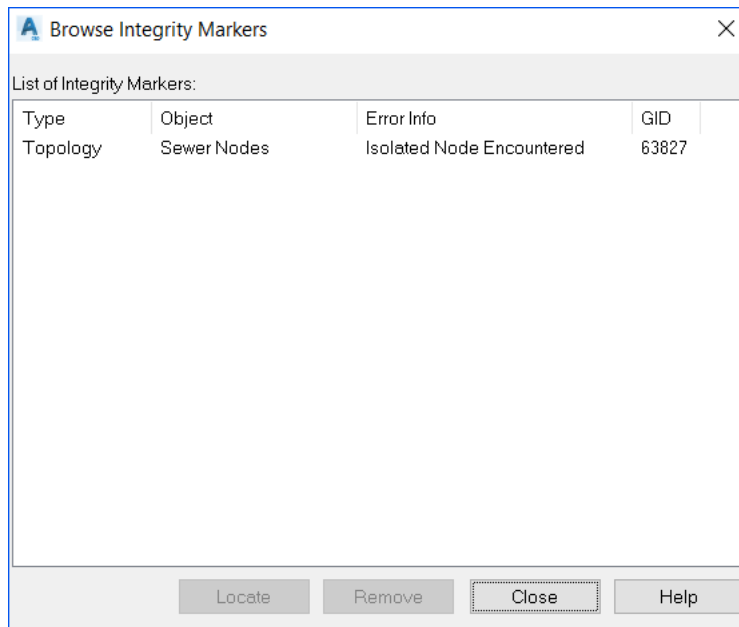 Browse Integrity Markers
List of Integrity Markers:
Type Object Error Info GID
Topology Sewer Nodes Isolated Node Encountered 63827
Locate Remove Close Help